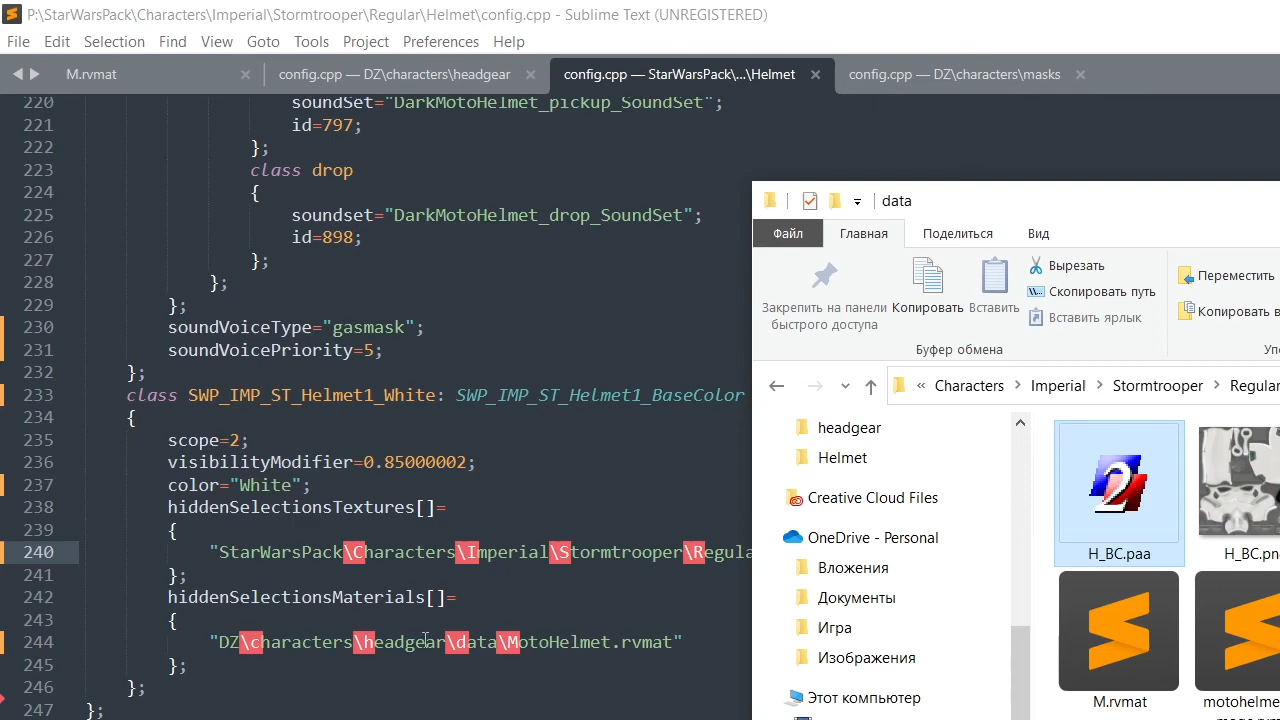 P:\StarWarsPack\Characters\Imperial\Stormtrooper\Regular\Helmet\config.cpp - Sublime Text (UNREGISTERED)
File Edit Selection Find View Goto Tools Project Preferences Help
M.rvmat × config.cpp — DZ\characters\headgear × config.cpp — StarWarsPack\...\Helmet × config.cpp — DZ\characters\masks ×
220 soundSet="DarkMotoHelmet_pickup_SoundSet";
221 id=797;
222 };
223 class drop
224 {
225 soundset="DarkMotoHelmet_drop_SoundSet";
226 id=898;
227 };
228 };
229 };
230 soundVoiceType="gasmask";
231 soundVoicePriority=5;
232 };
233 class SWP_IMP_ST_Helmet1_White: SWP_IMP_ST_Helmet1_BaseColor
234 {
235 scope=2;
236 visibilityModifier=0.85000002;
237 color="White";
238 hiddenSelectionsTextures[]=
239 {
240 "StarWarsPack\Characters\Imperial\Stormtrooper\Regula
241 };
242 hiddenSelectionsMaterials[]=
243 {
244 "DZ\characters\headgear\data\MotoHelmet.rvmat"
245 };
246 };
247 };
data
Файл Главная Поделиться Вид
Закрепить на панели быстрого доступа
Копировать
Вставить
Вырезать
Скопировать путь
Вставить ярлык
Переместить
Копировать в
Буфер обмена
Упо
« Characters > Imperial > Stormtrooper > Regular
headgear
Helmet
Creative Cloud Files
OneDrive - Personal
Вложения
Документы
Игра
Изображения
Этот компьютер
2
H_BC.paa
H_BC.pn
M.rvmat
motohelme